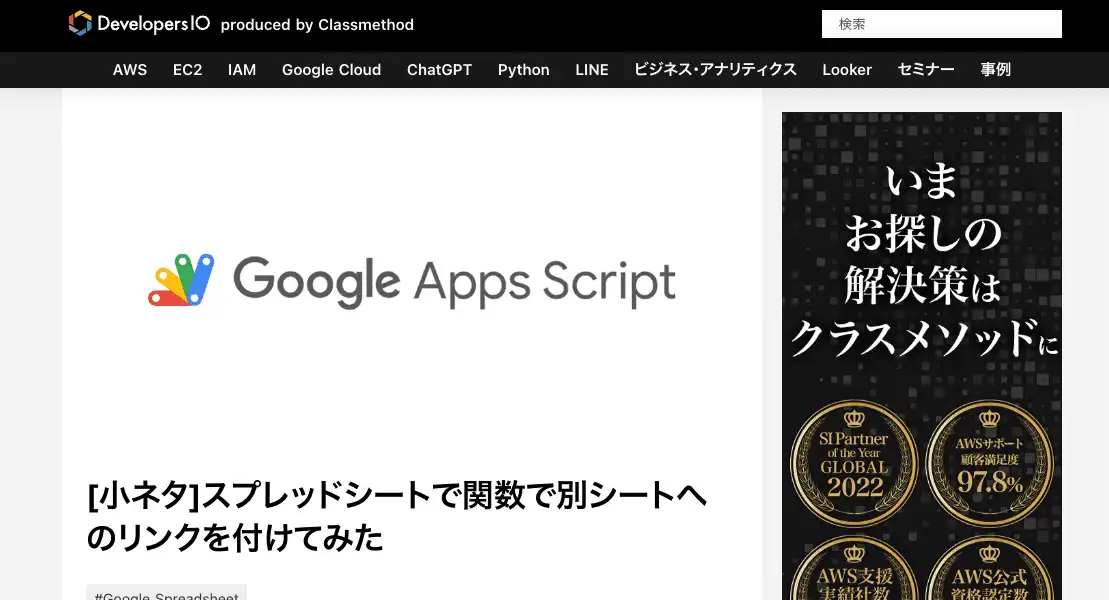 DevelopersIO produced by Classmethod
検索
AWS EC2 IAM Google Cloud ChatGPT Python LINE ビジネス・アナリティクス Looker セミナー 事例
Google Apps Script
[小ネタ]スプレッドシートで関数で別シートへ
のリンクを付けてみた
#Google Spreadsheet
いま
お探しの
解決策は
クラスメソッドに
SI Partner
of the Year
GLOBAL
2022
AWSサポート
顧客満足度
97.8%
AWS支援
実績社数
AWS公式
資格認定数